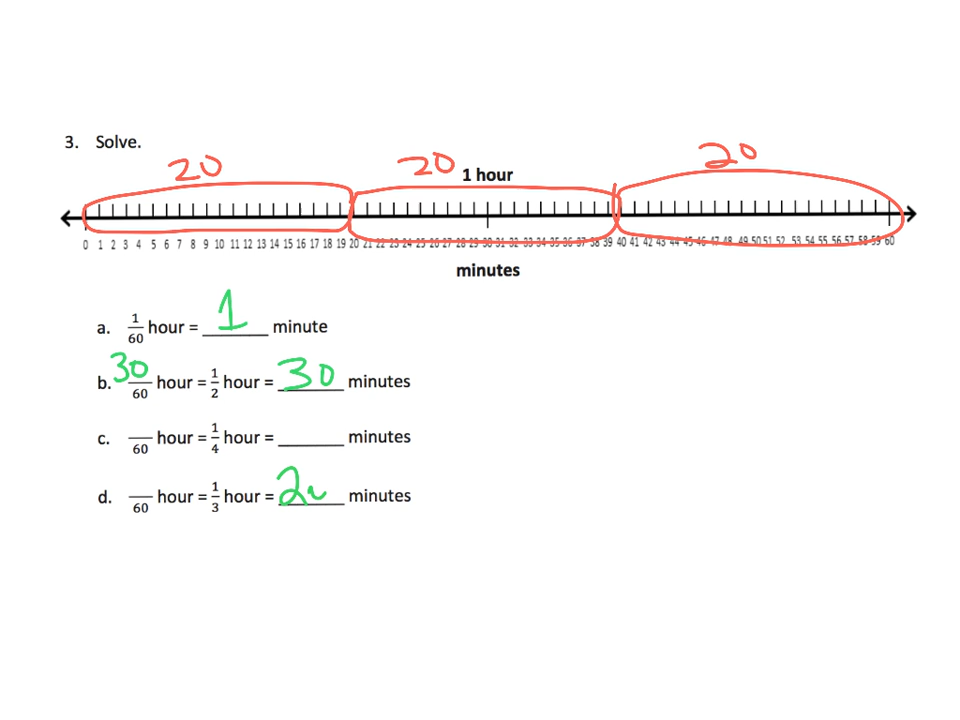 3. Solve.
20 20 20
1 hour
0 1 2 3 4 5 6 7 8 9 10 11 12 13 14 15 16 17 18 19 20 21 22 23 24 25 26 27 28 29 30 31 32 33 34 35 36 37 38 39 40 41 42 43 44 45 46 47 48 49 50 51 52 53 54 55 56 57 58 59 60
minutes
a. 1/60 hour = 1 minute
b. 30/60 hour = 1/2 hour = 30 minutes
c. __/60 hour = 1/4 hour = ______ minutes
d. __/60 hour = 1/3 hour = 2 minutes